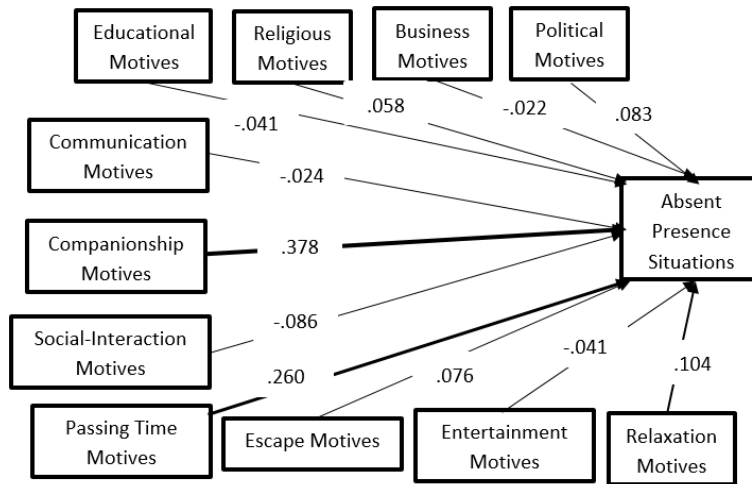 Educational
Motives
Religious
Motives
Business
Motives
Political
Motives
-.041
.058
-.022
.083
Communication
Motives
-.024
Absent
Presence
Situations
Companionship
Motives
.378
Social-Interaction
Motives
-.086
.260
.076
-.041
.104
Passing Time
Motives
Escape Motives
Entertainment
Motives
Relaxation
Motives